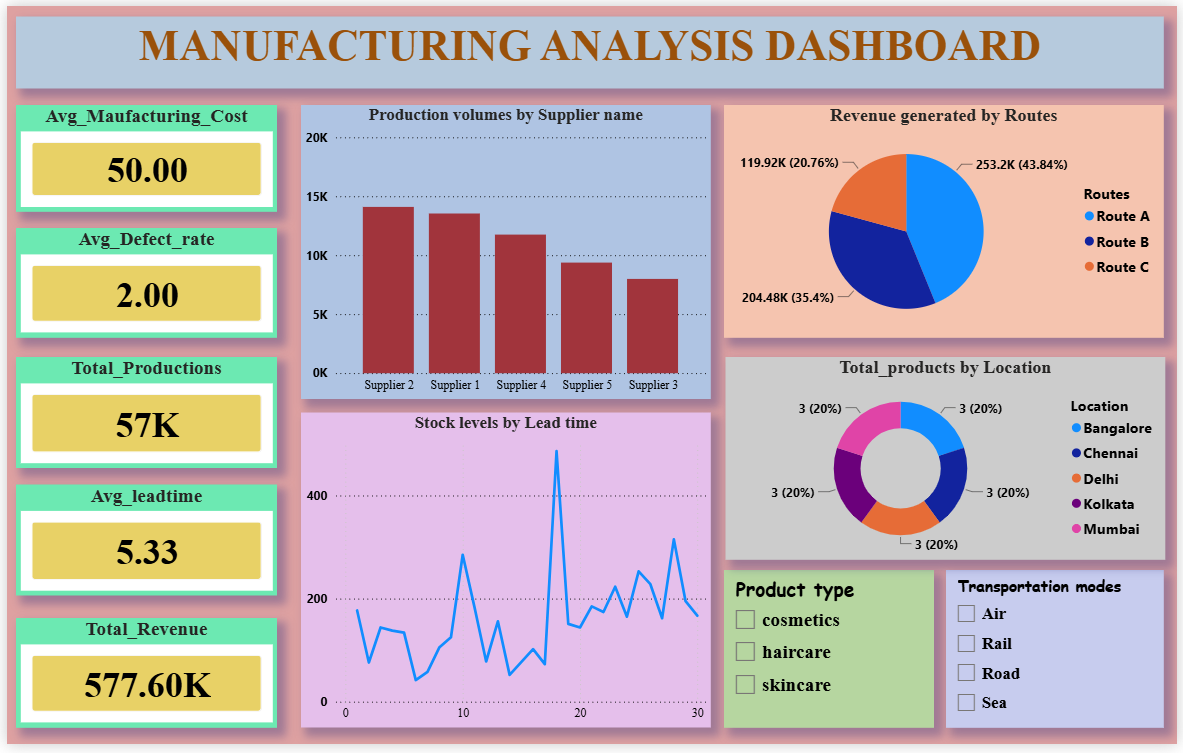 MANUFACTURING ANALYSIS DASHBOARD
Avg_Maufacturing_Cost
50.00
Avg_Defect_rate
2.00
Total_Productions
57K
Avg_leadtime
5.33
Total_Revenue
577.60K
Production volumes by Supplier name
20K
15K
10K
5K
0K
Supplier 2 Supplier 1 Supplier 4 Supplier 5 Supplier 3
Stock levels by Lead time
400
200
0
0 10 20 30
Revenue generated by Routes
119.92K (20.76%)
253.2K (43.84%)
204.48K (35.4%)
Routes
Route A
Route B
Route C
Total_products by Location
3 (20%) 3 (20%)
3 (20%) 3 (20%)
3 (20%)
Location
Bangalore
Chennai
Delhi
Kolkata
Mumbai
Product type
cosmetics
haircare
skincare
Transportation modes
Air
Rail
Road
Sea